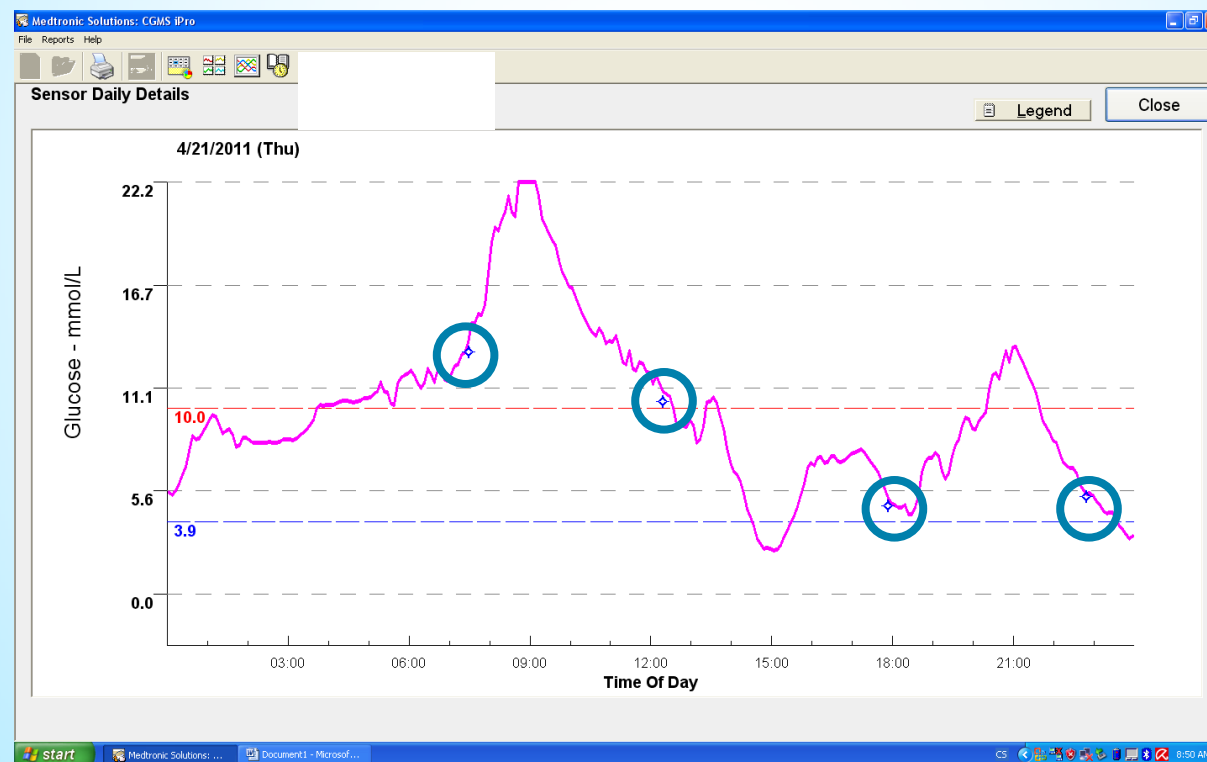 Medtronic Solutions: CGMS iPro
File Reports Help
Sensor Daily Details
Legend
Close
4/21/2011 (Thu)
Glucose - mmol/L
22.2
16.7
11.1
10.0
5.6
3.9
0.0
03:00 06:00 09:00 12:00 15:00 18:00 21:00
Time Of Day
start Medtronic Solutions: ... Document1 - Microsof... CS 8:50 AM